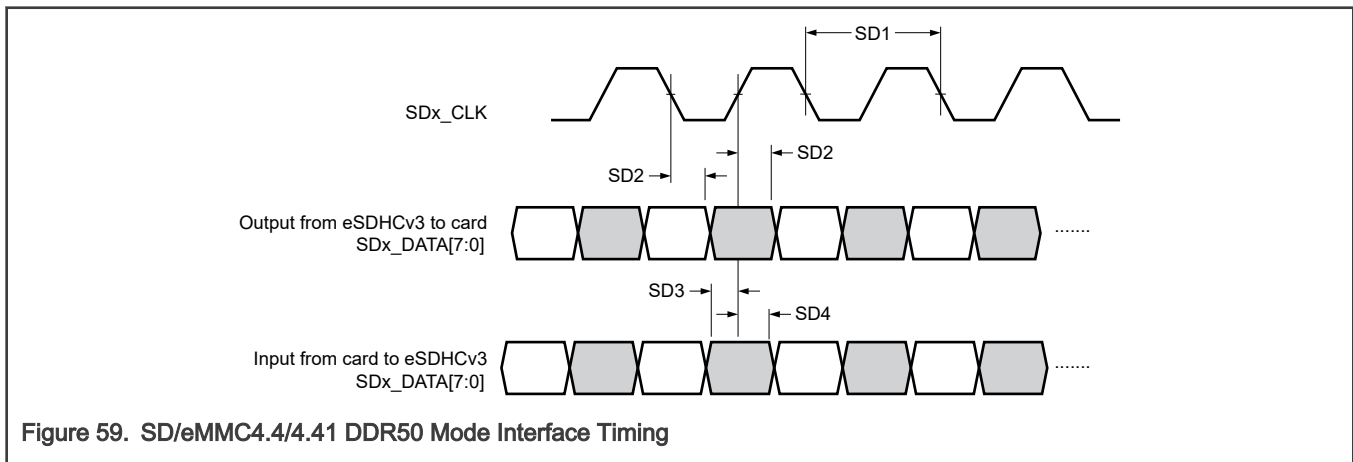 SD1
SDx_CLK
SD2
SD2
Output from eSDHCv3 to card
SDx_DATA[7:0]
.......
SD3
SD4
Input from card to eSDHCv3
SDx_DATA[7:0]
.......
Figure 59. SD/eMMC4.4/4.41 DDR50 Mode Interface Timing